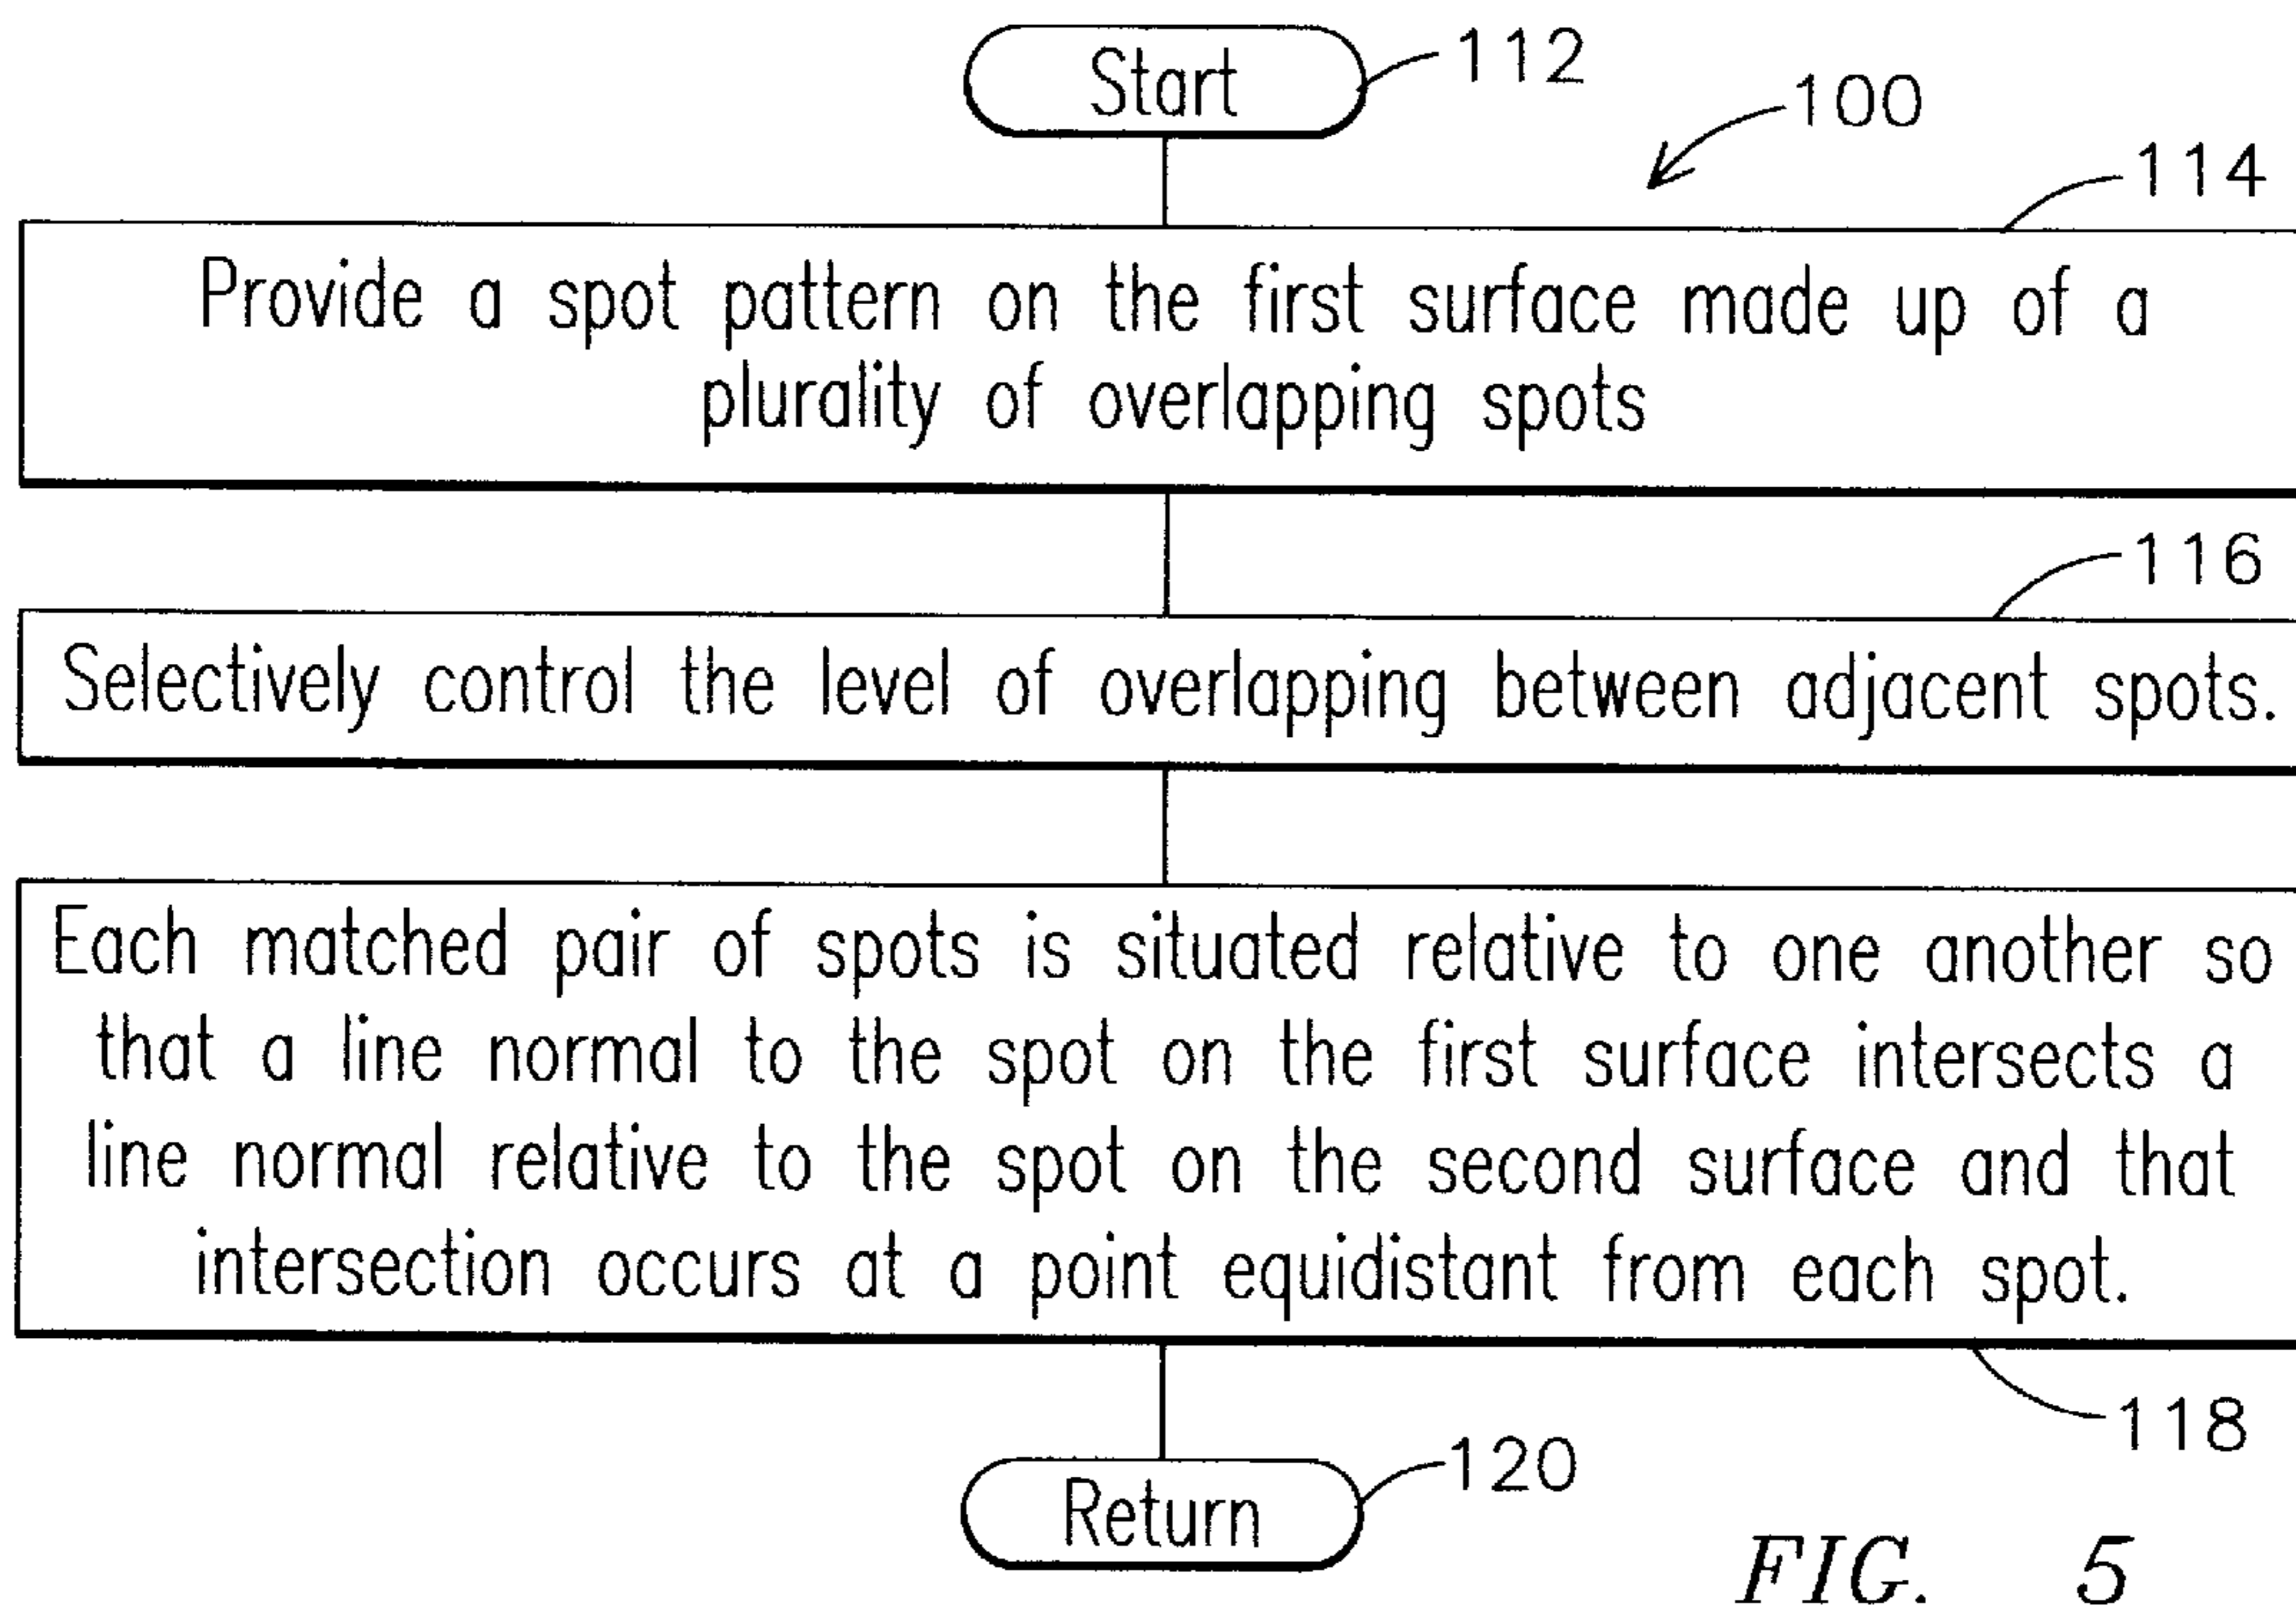 Start
112
100
114
Provide a spot pattern on the first surface made up of a
plurality of overlapping spots
116
Selectively control the level of overlapping between adjacent spots.
Each matched pair of spots is situated relative to one another so
that a line normal to the spot on the first surface intersects a
line normal relative to the spot on the second surface and that
intersection occurs at a point equidistant from each spot.
118
Return
120
FIG. 5